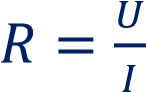 R = U/I